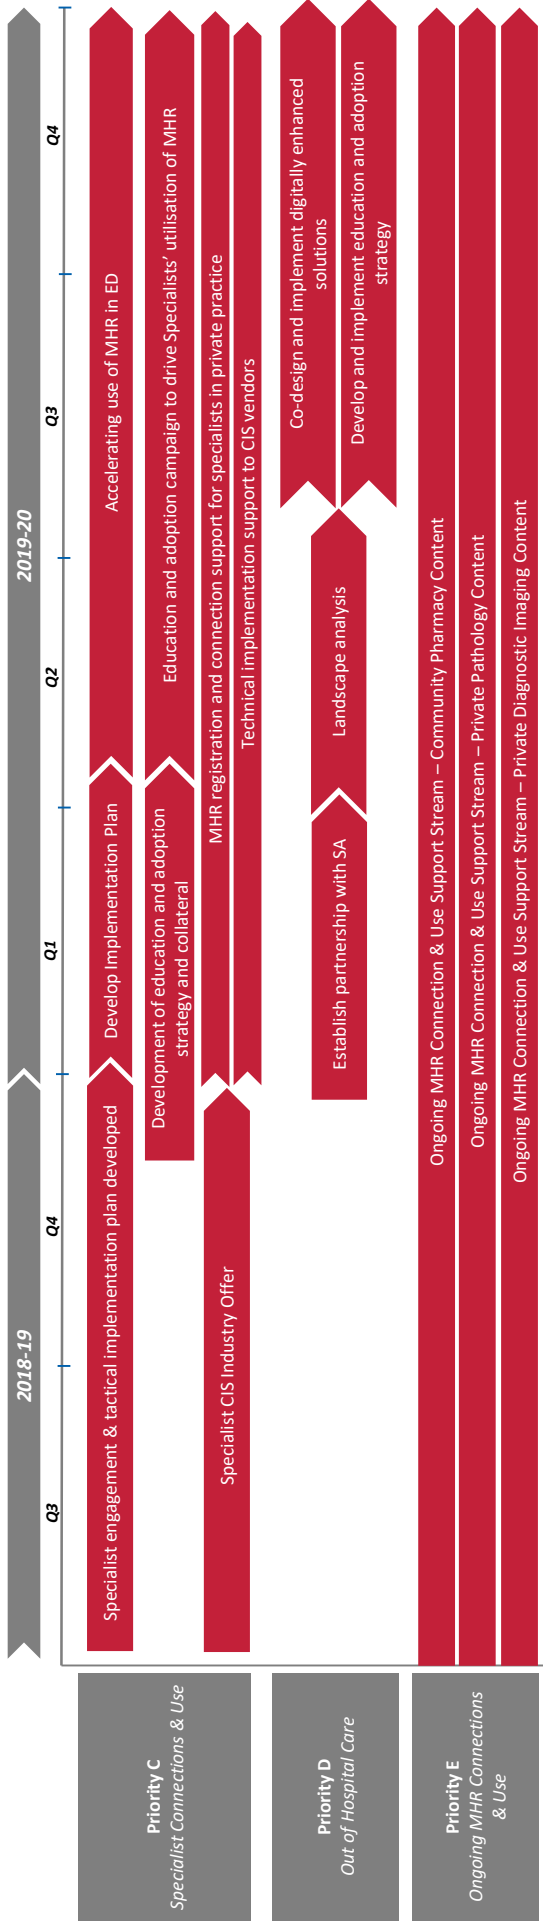 2018-19
2019-20
Q3
Q4
Q1
Q2
Q3
Q4
Priority C
Specialist Connections & Use
Specialist engagement & tactical implementation plan developed
Develop Implementation Plan
Accelerating use of MHR in ED
Development of education and adoption
strategy and collateral
Education and adoption campaign to drive Specialists’ utilisation of MHR
Specialist CIS Industry Offer
MHR registration and connection support for specialists in private practice
Technical implementation support to CIS vendors
Priority D
Out of Hospital Care
Establish partnership with SA
Landscape analysis
Co-design and implement digitally enhanced
solutions
Develop and implement education and adoption
strategy
Priority E
Ongoing MHR Connections
& Use
Ongoing MHR Connection & Use Support Stream – Community Pharmacy Content
Ongoing MHR Connection & Use Support Stream – Private Pathology Content
Ongoing MHR Connection & Use Support Stream – Private Diagnostic Imaging Content